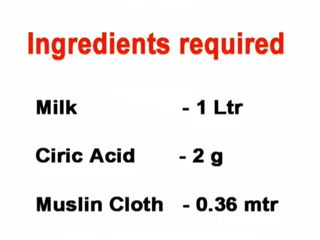 Ingredients required
Milk - 1 Ltr
Ciric Acid - 2 g
Muslin Cloth - 0.36 mtr